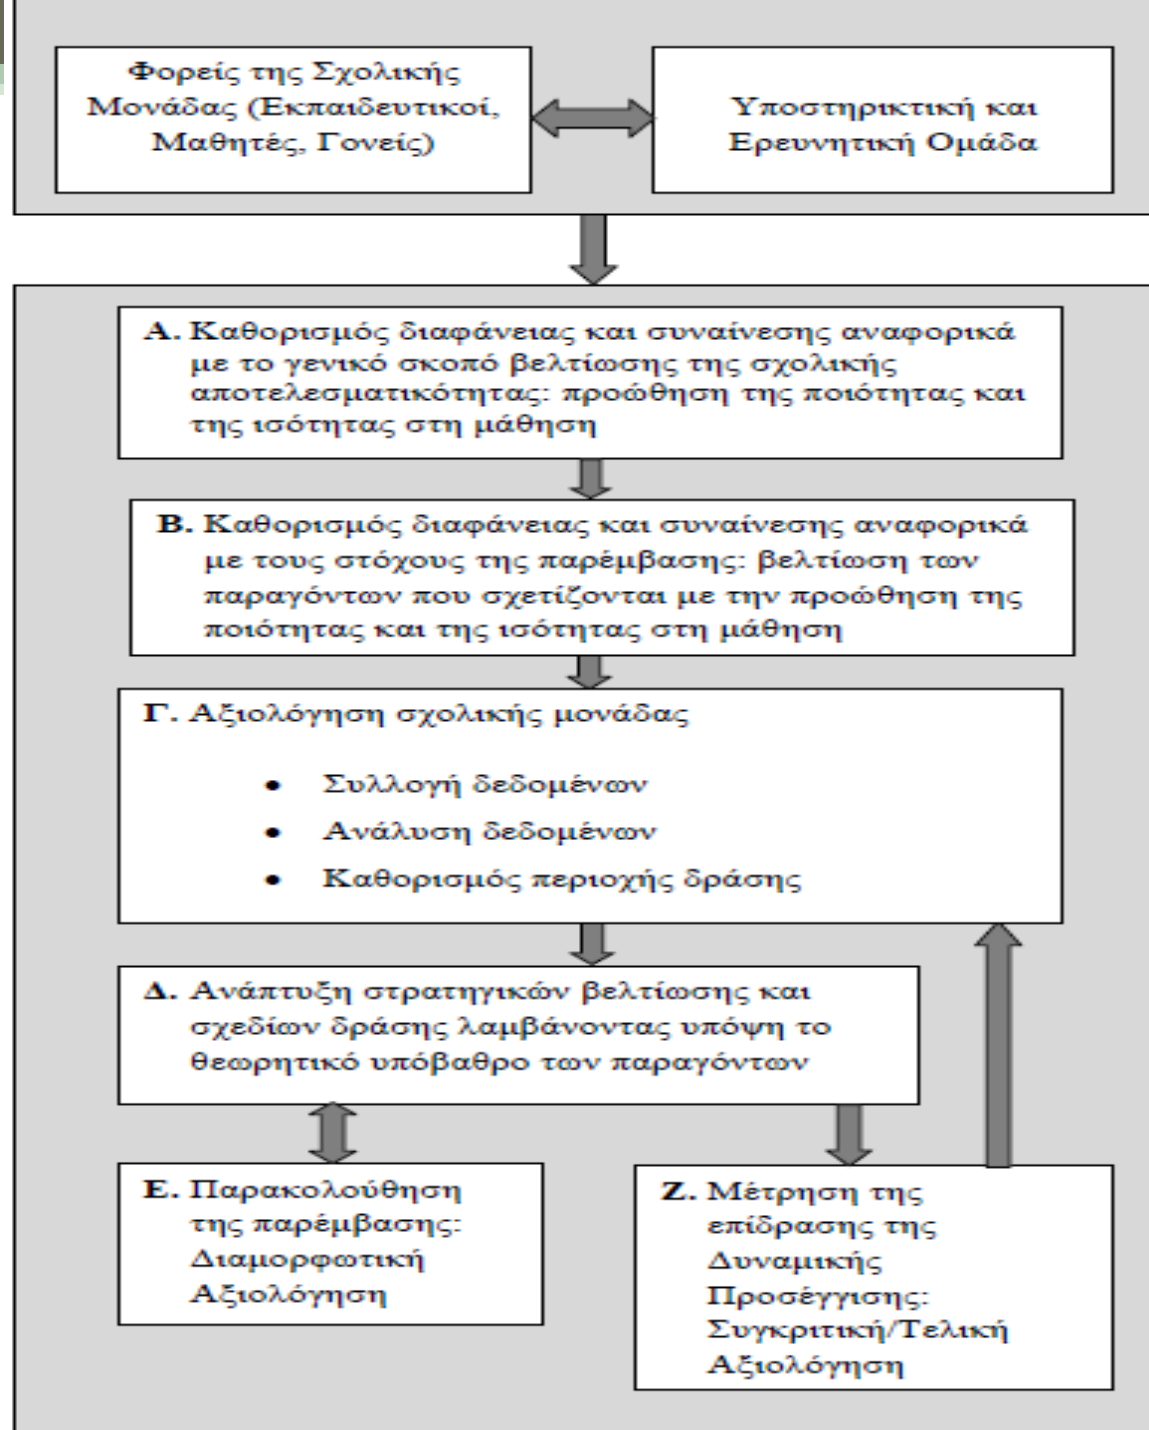 Φορείς της Σχολικής
Μονάδας (Εκπαιδευτικοί,
Μαθητές, Γονείς)
Υποστηρικτική και
Ερευνητική Ομάδα
Α. Καθορισμός διαφάνειας και συναίνεσης αναφορικά
με το γενικό σκοπό βελτίωσης της σχολικής
αποτελεσματικότητας: προώθηση της ποιότητας και
της ισότητας στη μάθηση
Β. Καθορισμός διαφάνειας και συναίνεσης αναφορικά
με τους στόχους της παρέμβασης: βελτίωση των
παραγόντων που σχετίζονται με την προώθηση της
ποιότητας και της ισότητας στη μάθηση
Γ. Αξιολόγηση σχολικής μονάδας
• Συλλογή δεδομένων
• Ανάλυση δεδομένων
• Καθορισμός περιοχής δράσης
Δ. Ανάπτυξη στρατηγικών βελτίωσης και
σχεδίων δράσης λαμβάνοντας υπόψη το
θεωρητικό υπόβαθρο των παραγόντων
Ε. Παρακολούθηση
της παρέμβασης:
Διαμορφωτική
Αξιολόγηση
Ζ. Μέτρηση της
επίδρασης της
Δυναμικής
Προσέγγισης:
Συγκριτική/Τελική
Αξιολόγηση